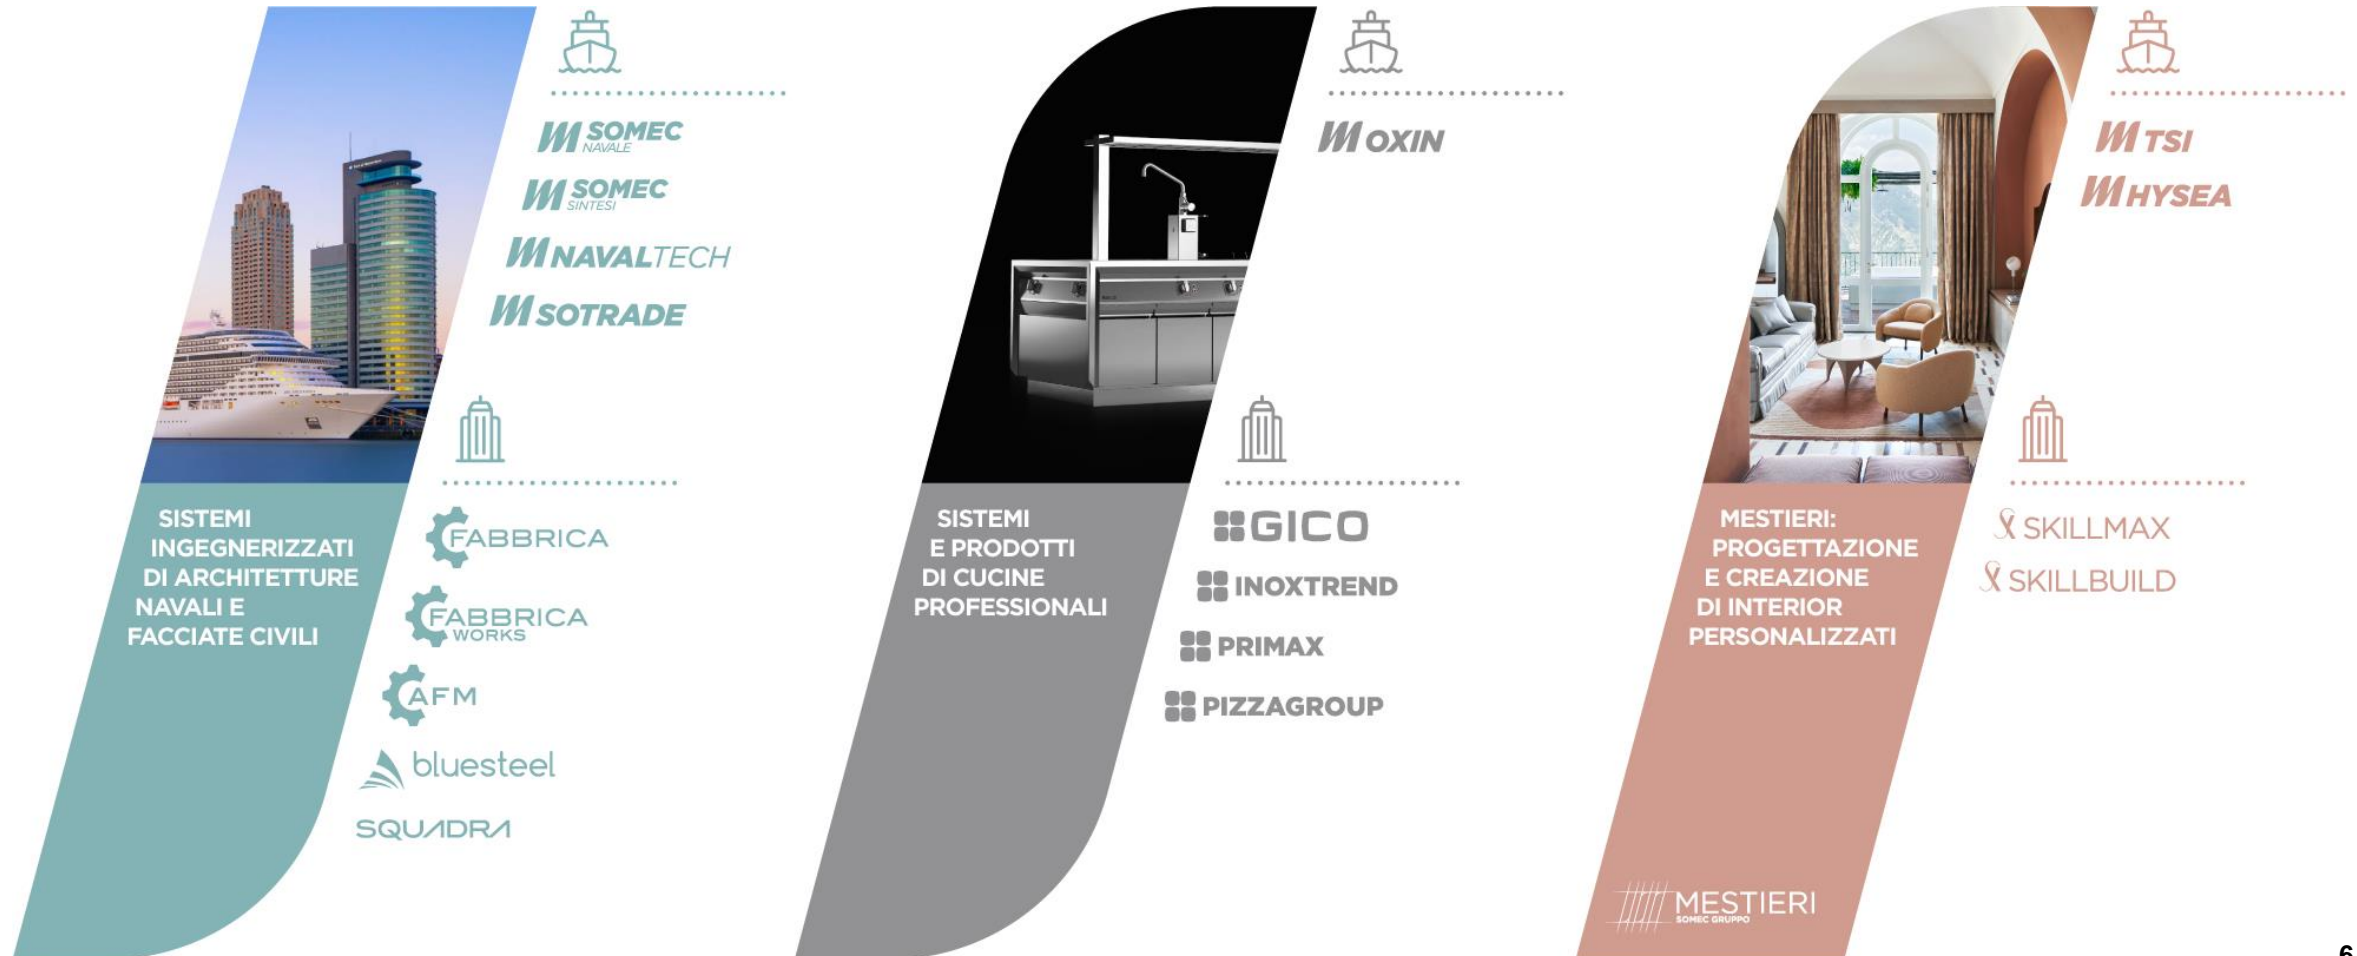 SOMEC
NAVALE
SOMEC
SINTESI
NAVALTECH
SOTRADE
SISTEMI
INGEGNERIZZATI
DI ARCHITETTURE
NAVALI E
FACCIATE CIVILI
FABBRICA
FABBRICA
WORKS
AFM
bluesteel
SQUADRA
OXIN
SISTEMI
E PRODOTTI
DI CUCINE
PROFESSIONALI
GICO
INOXTREND
PRIMAX
PIZZAGROUP
TSI
HYSEA
MESTIERI:
PROGETTAZIONE
E CREAZIONE
DI INTERIOR
PERSONALIZZATI
SKILLMAX
SKILLBUILD
MESTIERI
SOMEC GRUPPO
6